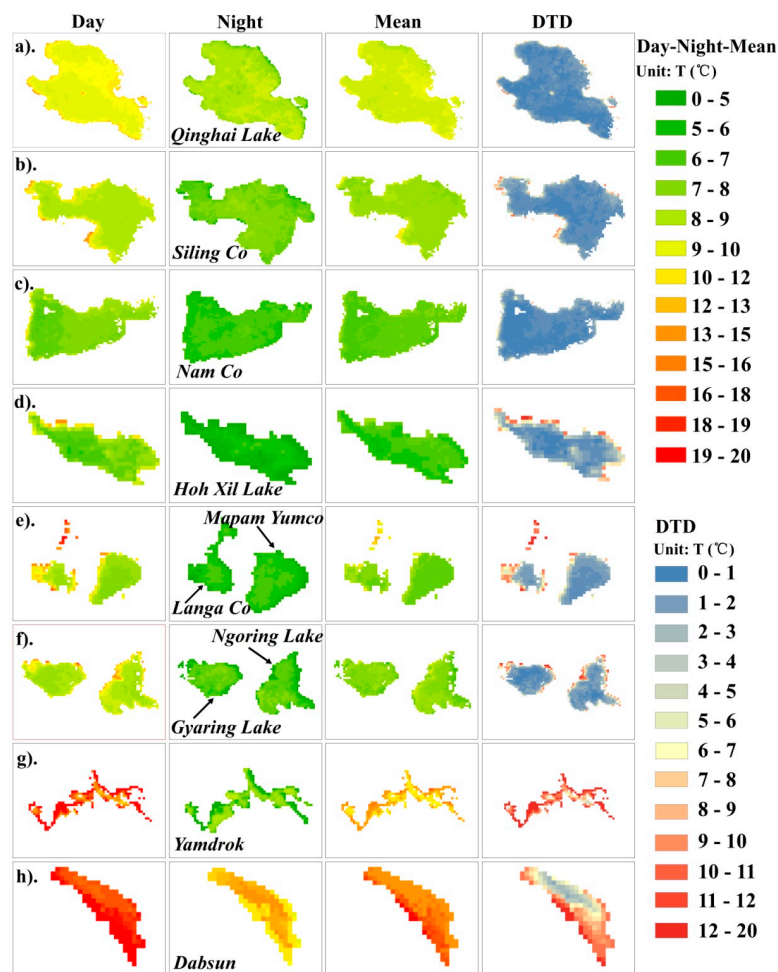 Day Night Mean DTD
a).
Qinghai Lake
b).
Siling Co
c).
Nam Co
d).
Hoh Xil Lake
e).
Mapam Yumco
Langa Co
f).
Ngoring Lake
Gyaring Lake
g).
Yamdrok
h).
Dabsun
Day-Night-Mean
Unit: T (℃)
0 - 5
5 - 6
6 - 7
7 - 8
8 - 9
9 - 10
10 - 12
12 - 13
13 - 15
15 - 16
16 - 18
18 - 19
19 - 20
DTD
Unit: T (℃)
0 - 1
1 - 2
2 - 3
3 - 4
4 - 5
5 - 6
6 - 7
7 - 8
8 - 9
9 - 10
10 - 11
11 - 12
12 - 20